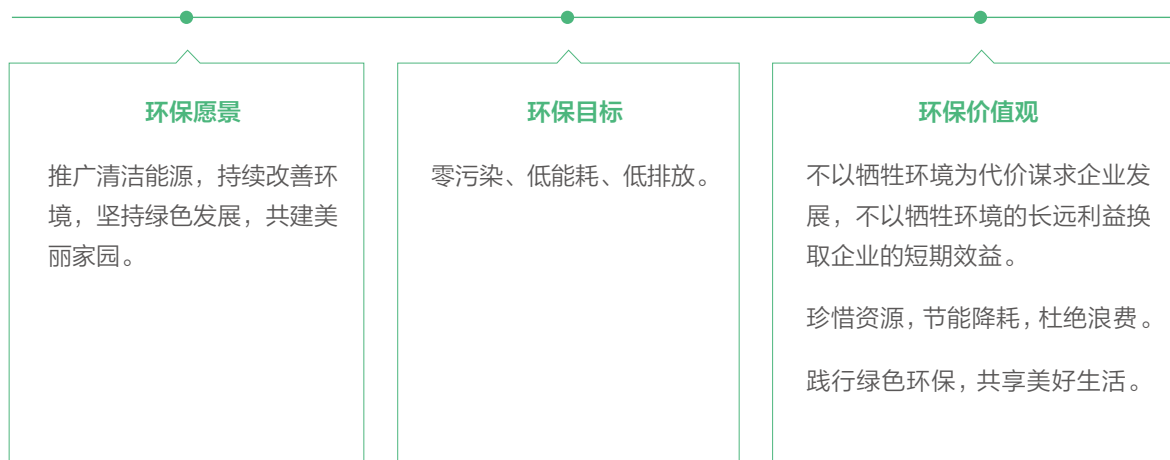 环保愿景
推广清洁能源，持续改善环
境，坚持绿色发展，共建美
丽家园。
环保目标
零污染、低能耗、低排放。
环保价值观
不以牺牲环境为代价谋求企业发
展，不以牺牲环境的长远利益换
取企业的短期效益。
珍惜资源，节能降耗，杜绝浪费。
践行绿色环保，共享美好生活。